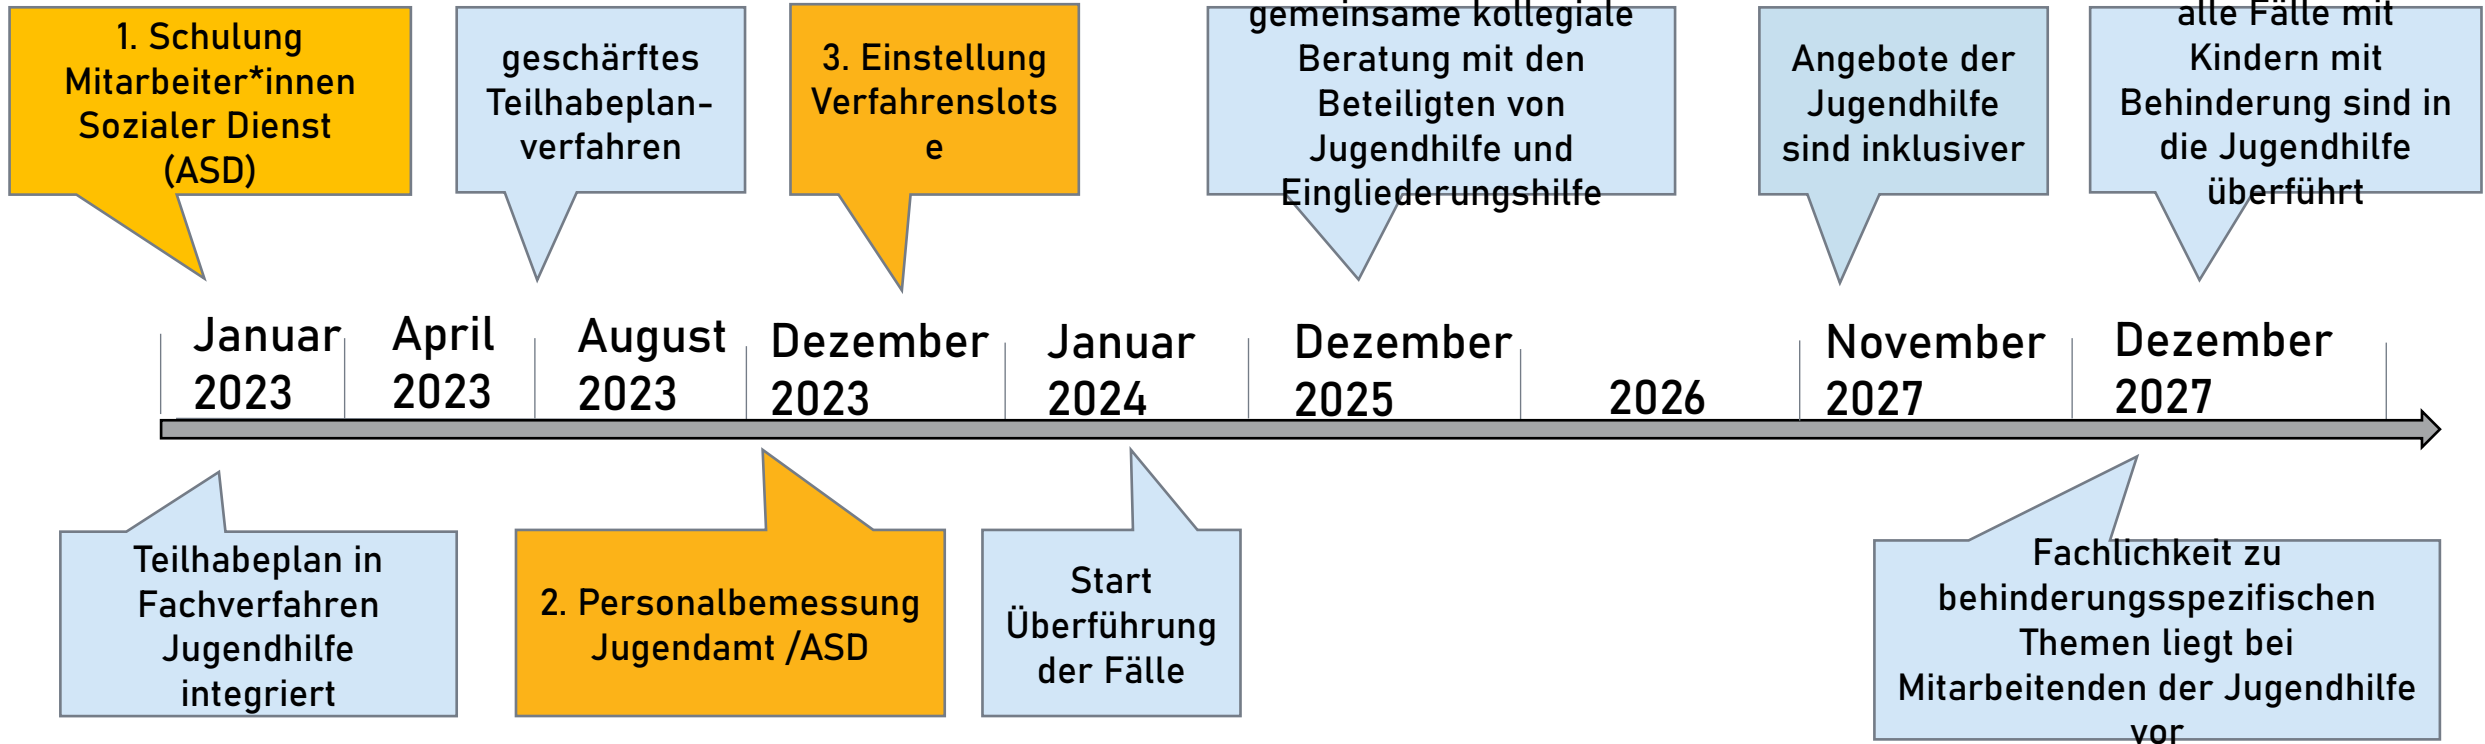 1. Schulung
Mitarbeiter*innen
Sozialer Dienst
(ASD)
geschärftes
Teilhabeplan-
verfahren
3. Einstellung
Verfahrenslots
e
gemeinsame kollegiale
Beratung mit den
Beteiligten von
Jugendhilfe und
Eingliederungshilfe
Angebote der
Jugendhilfe
sind inklusiver
alle Fälle mit
Kindern mit
Behinderung sind in
die Jugendhilfe
überführt
Januar
2023
April
2023
August
2023
Dezember
2023
Januar
2024
Dezember
2025
2026
November
2027
Dezember
2027
Teilhabeplan in
Fachverfahren
Jugendhilfe
integriert
2. Personalbemessung
Jugendamt /ASD
Start
Überführung
der Fälle
Fachlichkeit zu
behinderungsspezifischen
Themen liegt bei
Mitarbeitenden der Jugendhilfe
vor